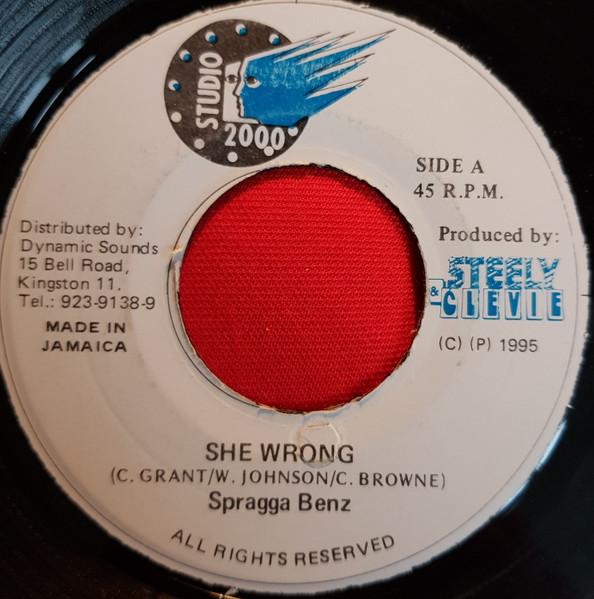 STUDIO
2000
SIDE A
45 R.P.M.
Produced by:
STEELY
& CLEVIE
(C) (P) 1995
Distributed by:
Dynamic Sounds
15 Bell Road,
Kingston 11.
Tel.: 923-9138-9
MADE IN
JAMAICA
SHE WRONG
(C. GRANT/W. JOHNSON/C. BROWNE)
Spragga Benz
ALL RIGHTS RESERVED